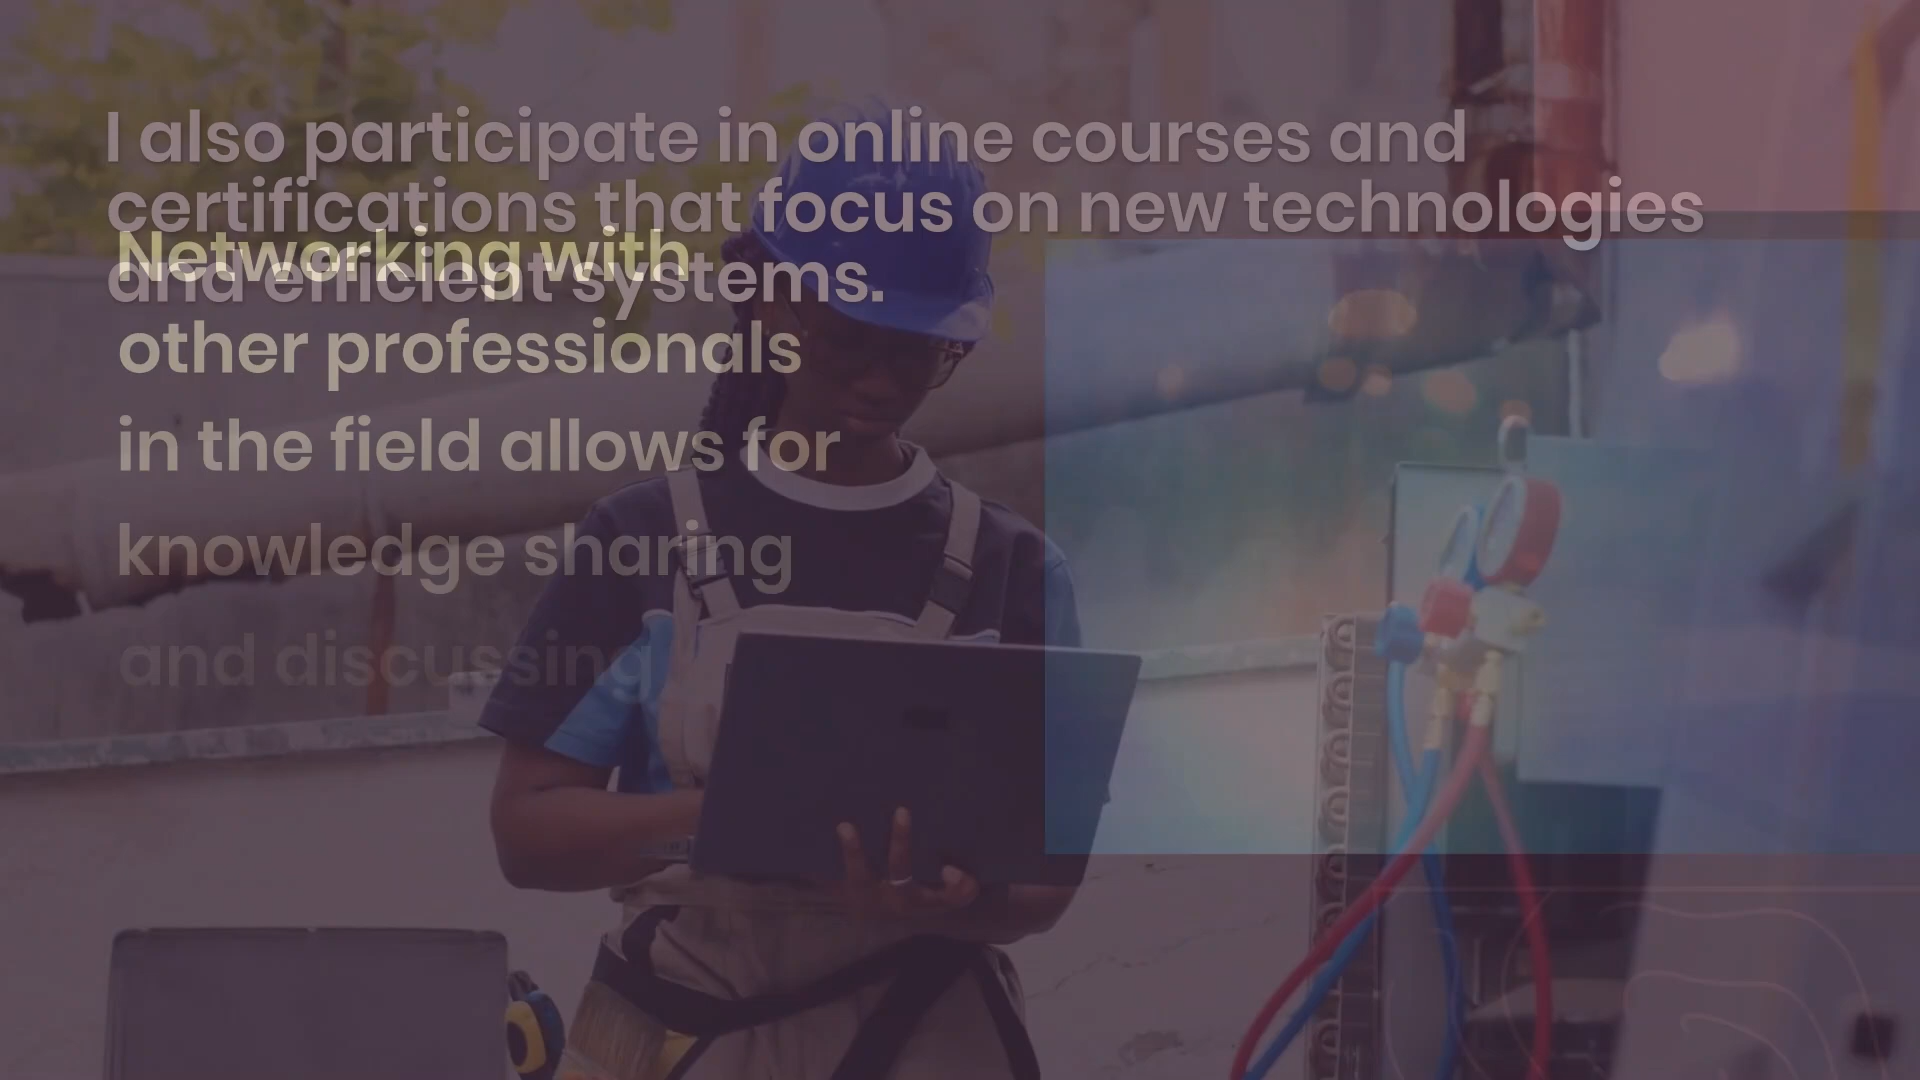 I also participate in online courses and
certifications that focus on new technologies
and efficient systems.
Networking with
other professionals
in the field allows for
knowledge sharing
and discussing